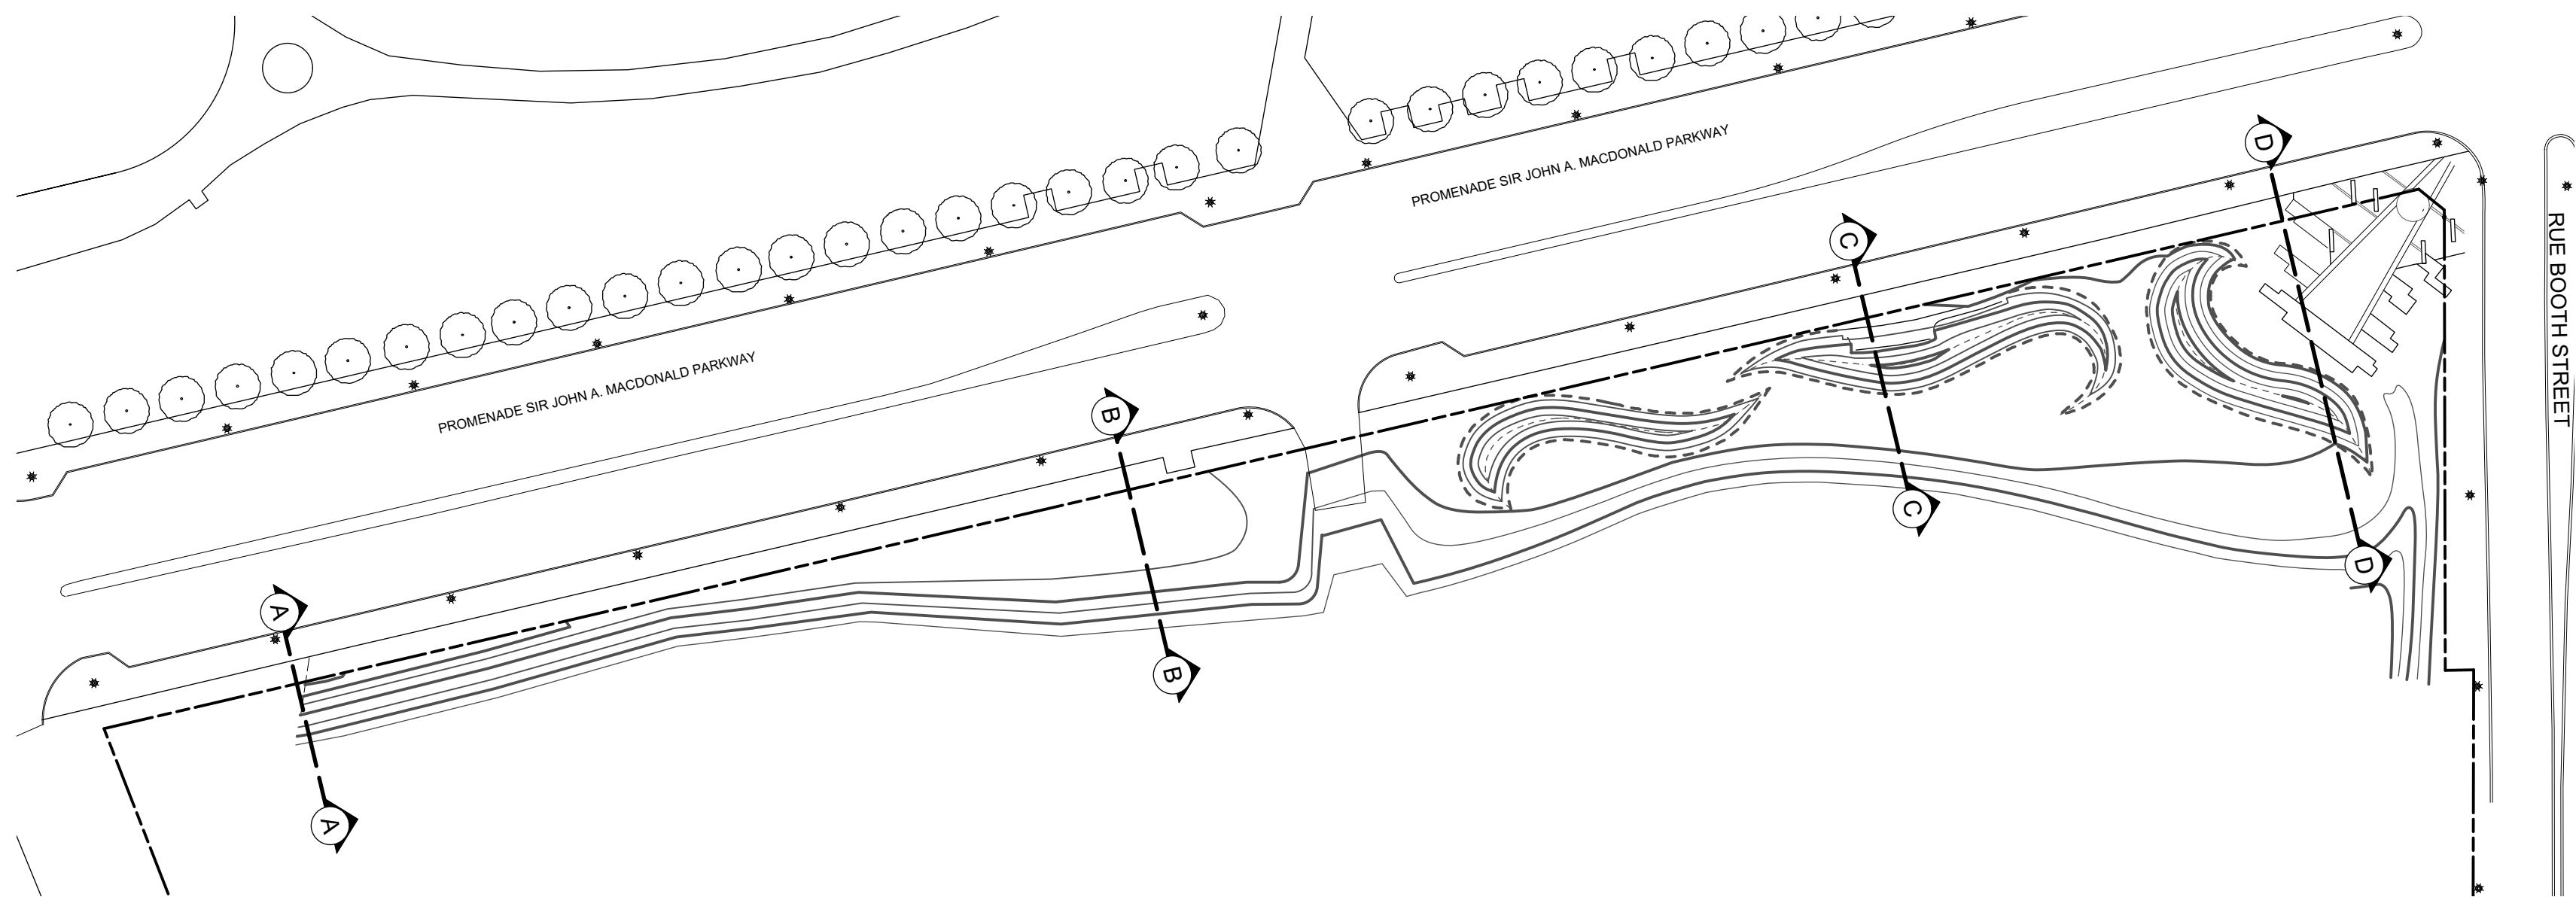 PROMENADE SIR JOHN A. MACDONALD PARKWAY
D
RUE BOOTH STREET
C
PROMENADE SIR JOHN A. MACDONALD PARKWAY
B
C
D
A
B
A